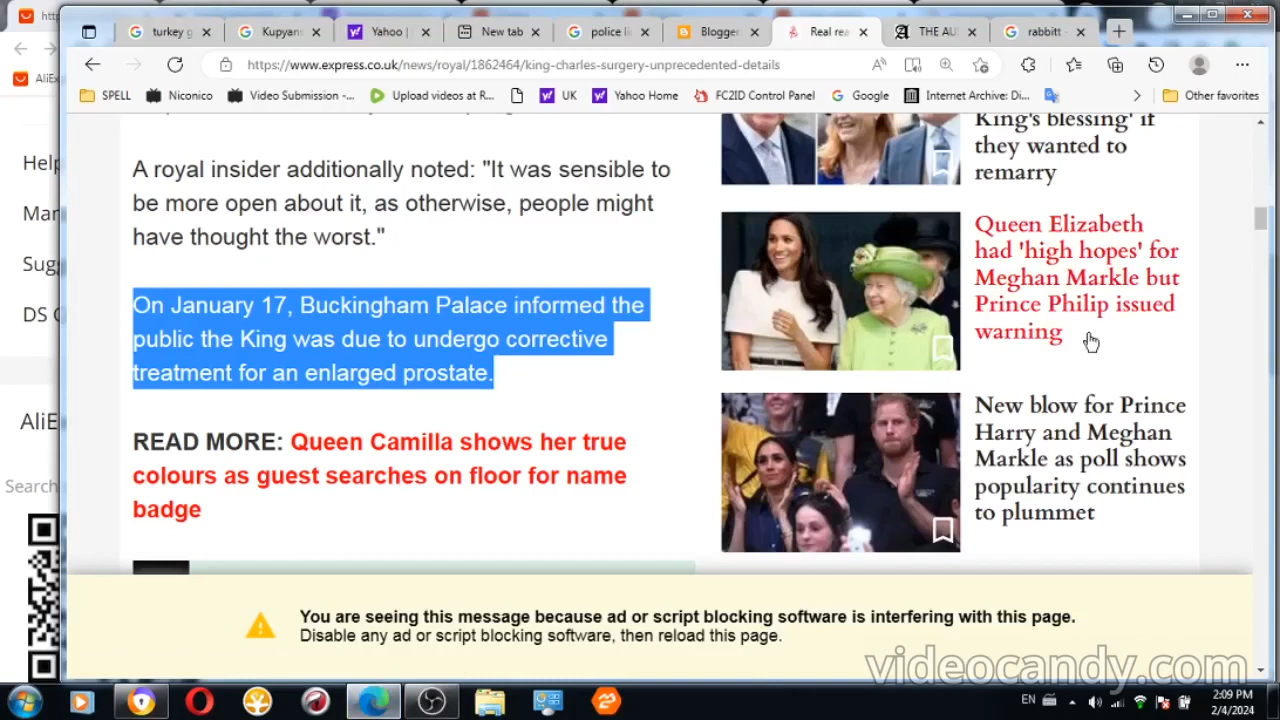 turkey g
Kupyans
Yahoo |
New tab
police li
Blogger
Real rea
THE AU
rabbitt -
https://www.express.co.uk/news/royal/1862464/king-charles-surgery-unprecedented-details
SPELL
Niconico
Video Submission -...
Upload videos at R...
UK
Yahoo Home
FC2ID Control Panel
Google
Internet Archive: Di...
Other favorites
Help
Mar
Sugg
DS C
AliE
Search
A royal insider additionally noted: "It was sensible to
be more open about it, as otherwise, people might
have thought the worst."
On January 17, Buckingham Palace informed the
public the King was due to undergo corrective
treatment for an enlarged prostate.
READ MORE: Queen Camilla shows her true
colours as guest searches on floor for name
badge
King's blessing' if
they wanted to
remarry
Queen Elizabeth
had 'high hopes' for
Meghan Markle but
Prince Philip issued
warning
New blow for Prince
Harry and Meghan
Markle as poll shows
popularity continues
to plummet
You are seeing this message because ad or script blocking software is interfering with this page.
Disable any ad or script blocking software, then reload this page.
videocandy.com
EN
2:09 PM
2/4/2024